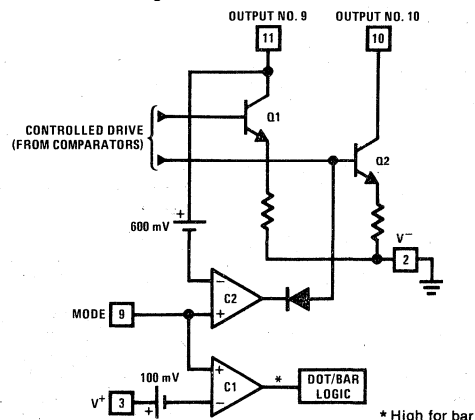 OUTPUT NO. 9
OUTPUT NO. 10
11
10
Q1
CONTROLLED DRIVE
(FROM COMPARATORS)
Q2
+
600 mV
V−
2
−
C2
+
MODE 9
100 mV
+
C1
*
DOT/BAR
LOGIC
V+ 3
+
−
* High for bar